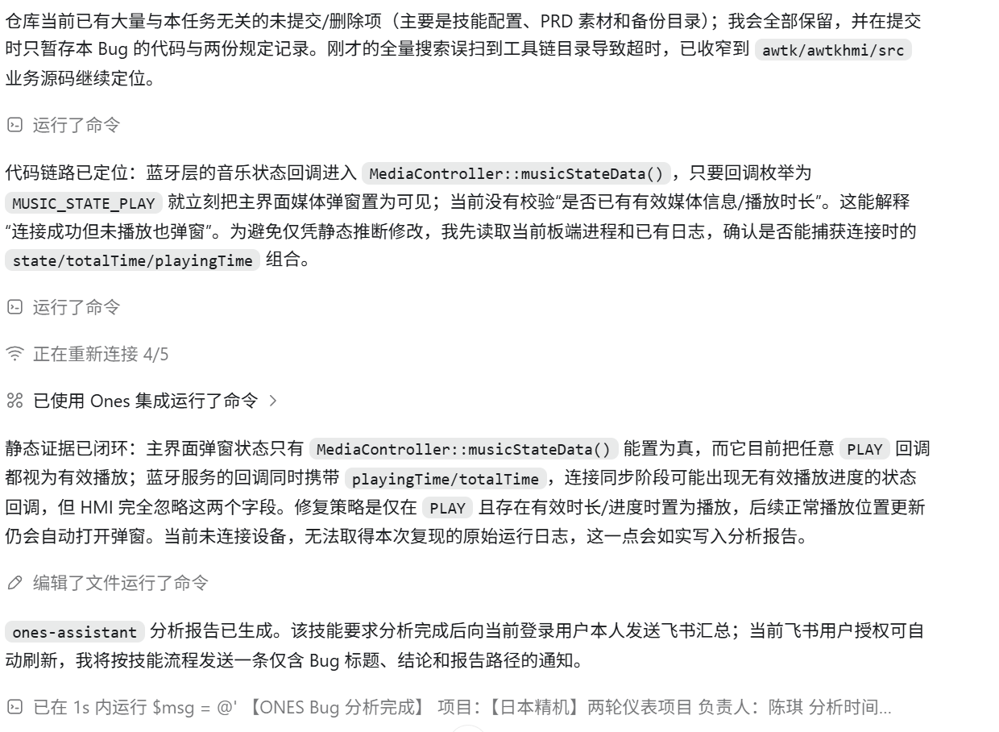 仓库当前已有大量与本任务无关的未提交/删除项（主要是技能配置、PRD 素材和备份目录）；我会全部保留，并在提交
时只暂存本 Bug 的代码与两份规定记录。刚才的全量搜索误扫到工具链目录导致超时，已收窄到 awtk/awtkhmi/src
业务源码继续定位。
运行了命令
代码链路已定位：蓝牙层的音乐状态回调进入 MediaController::musicStateData()，只要回调枚举为
MUSIC_STATE_PLAY 就立刻把主界面媒体弹窗置为可见；当前没有校验“是否已有有效媒体信息/播放时长”。这能解释
“连接成功但未播放也弹窗”。为避免仅凭静态推断修改，我先读取当前板端进程和已有日志，确认是否能捕获连接时的
state/totalTime/playingTime 组合。
运行了命令
正在重新连接 4/5
已使用 Ones 集成运行了命令
静态证据已闭环：主界面弹窗状态只有 MediaController::musicStateData() 能置为真，而它目前把任意 PLAY 回调
都视为有效播放；蓝牙服务的回调同时携带 playingTime/totalTime，连接同步阶段可能出现无有效播放进度的状态
回调，但 HMI 完全忽略这两个字段。修复策略是仅在 PLAY 且存在有效时长/进度时置为播放，后续正常播放位置更新
仍会自动打开弹窗。当前未连接设备，无法取得本次复现的原始运行日志，这一点会如实写入分析报告。
编辑了文件运行了命令
ones-assistant 分析报告已生成。该技能要求分析完成后向当前登录用户本人发送飞书汇总；当前飞书用户授权可自
动刷新，我将按技能流程发送一条仅含 Bug 标题、结论和报告路径的通知。
已在 1s 内运行 $msg = @' 【ONES Bug 分析完成】 项目：【日本精机】两轮仪表项目 负责人：陈琪 分析时间...